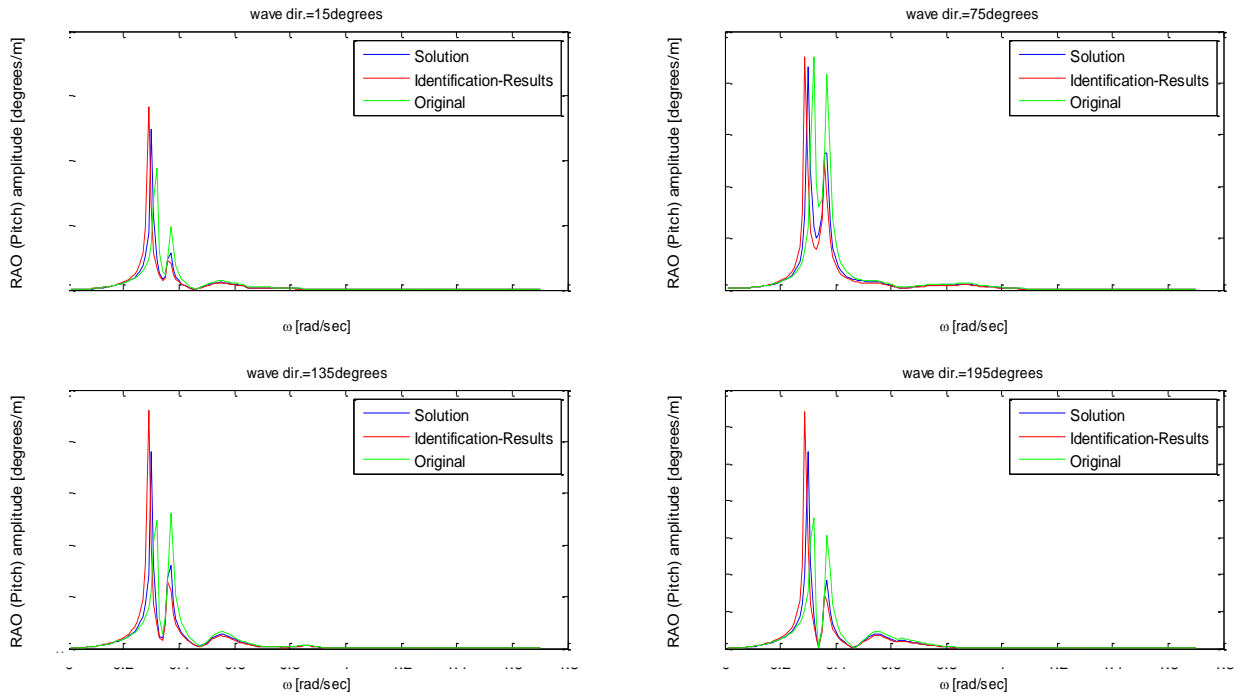 wave dir.=15degrees
RAO (Pitch) amplitude [degrees/m]
Solution
Identification-Results
Original
ω [rad/sec]
wave dir.=75degrees
RAO (Pitch) amplitude [degrees/m]
Solution
Identification-Results
Original
ω [rad/sec]
wave dir.=135degrees
RAO (Pitch) amplitude [degrees/m]
Solution
Identification-Results
Original
ω [rad/sec]
wave dir.=195degrees
RAO (Pitch) amplitude [degrees/m]
Solution
Identification-Results
Original
ω [rad/sec]